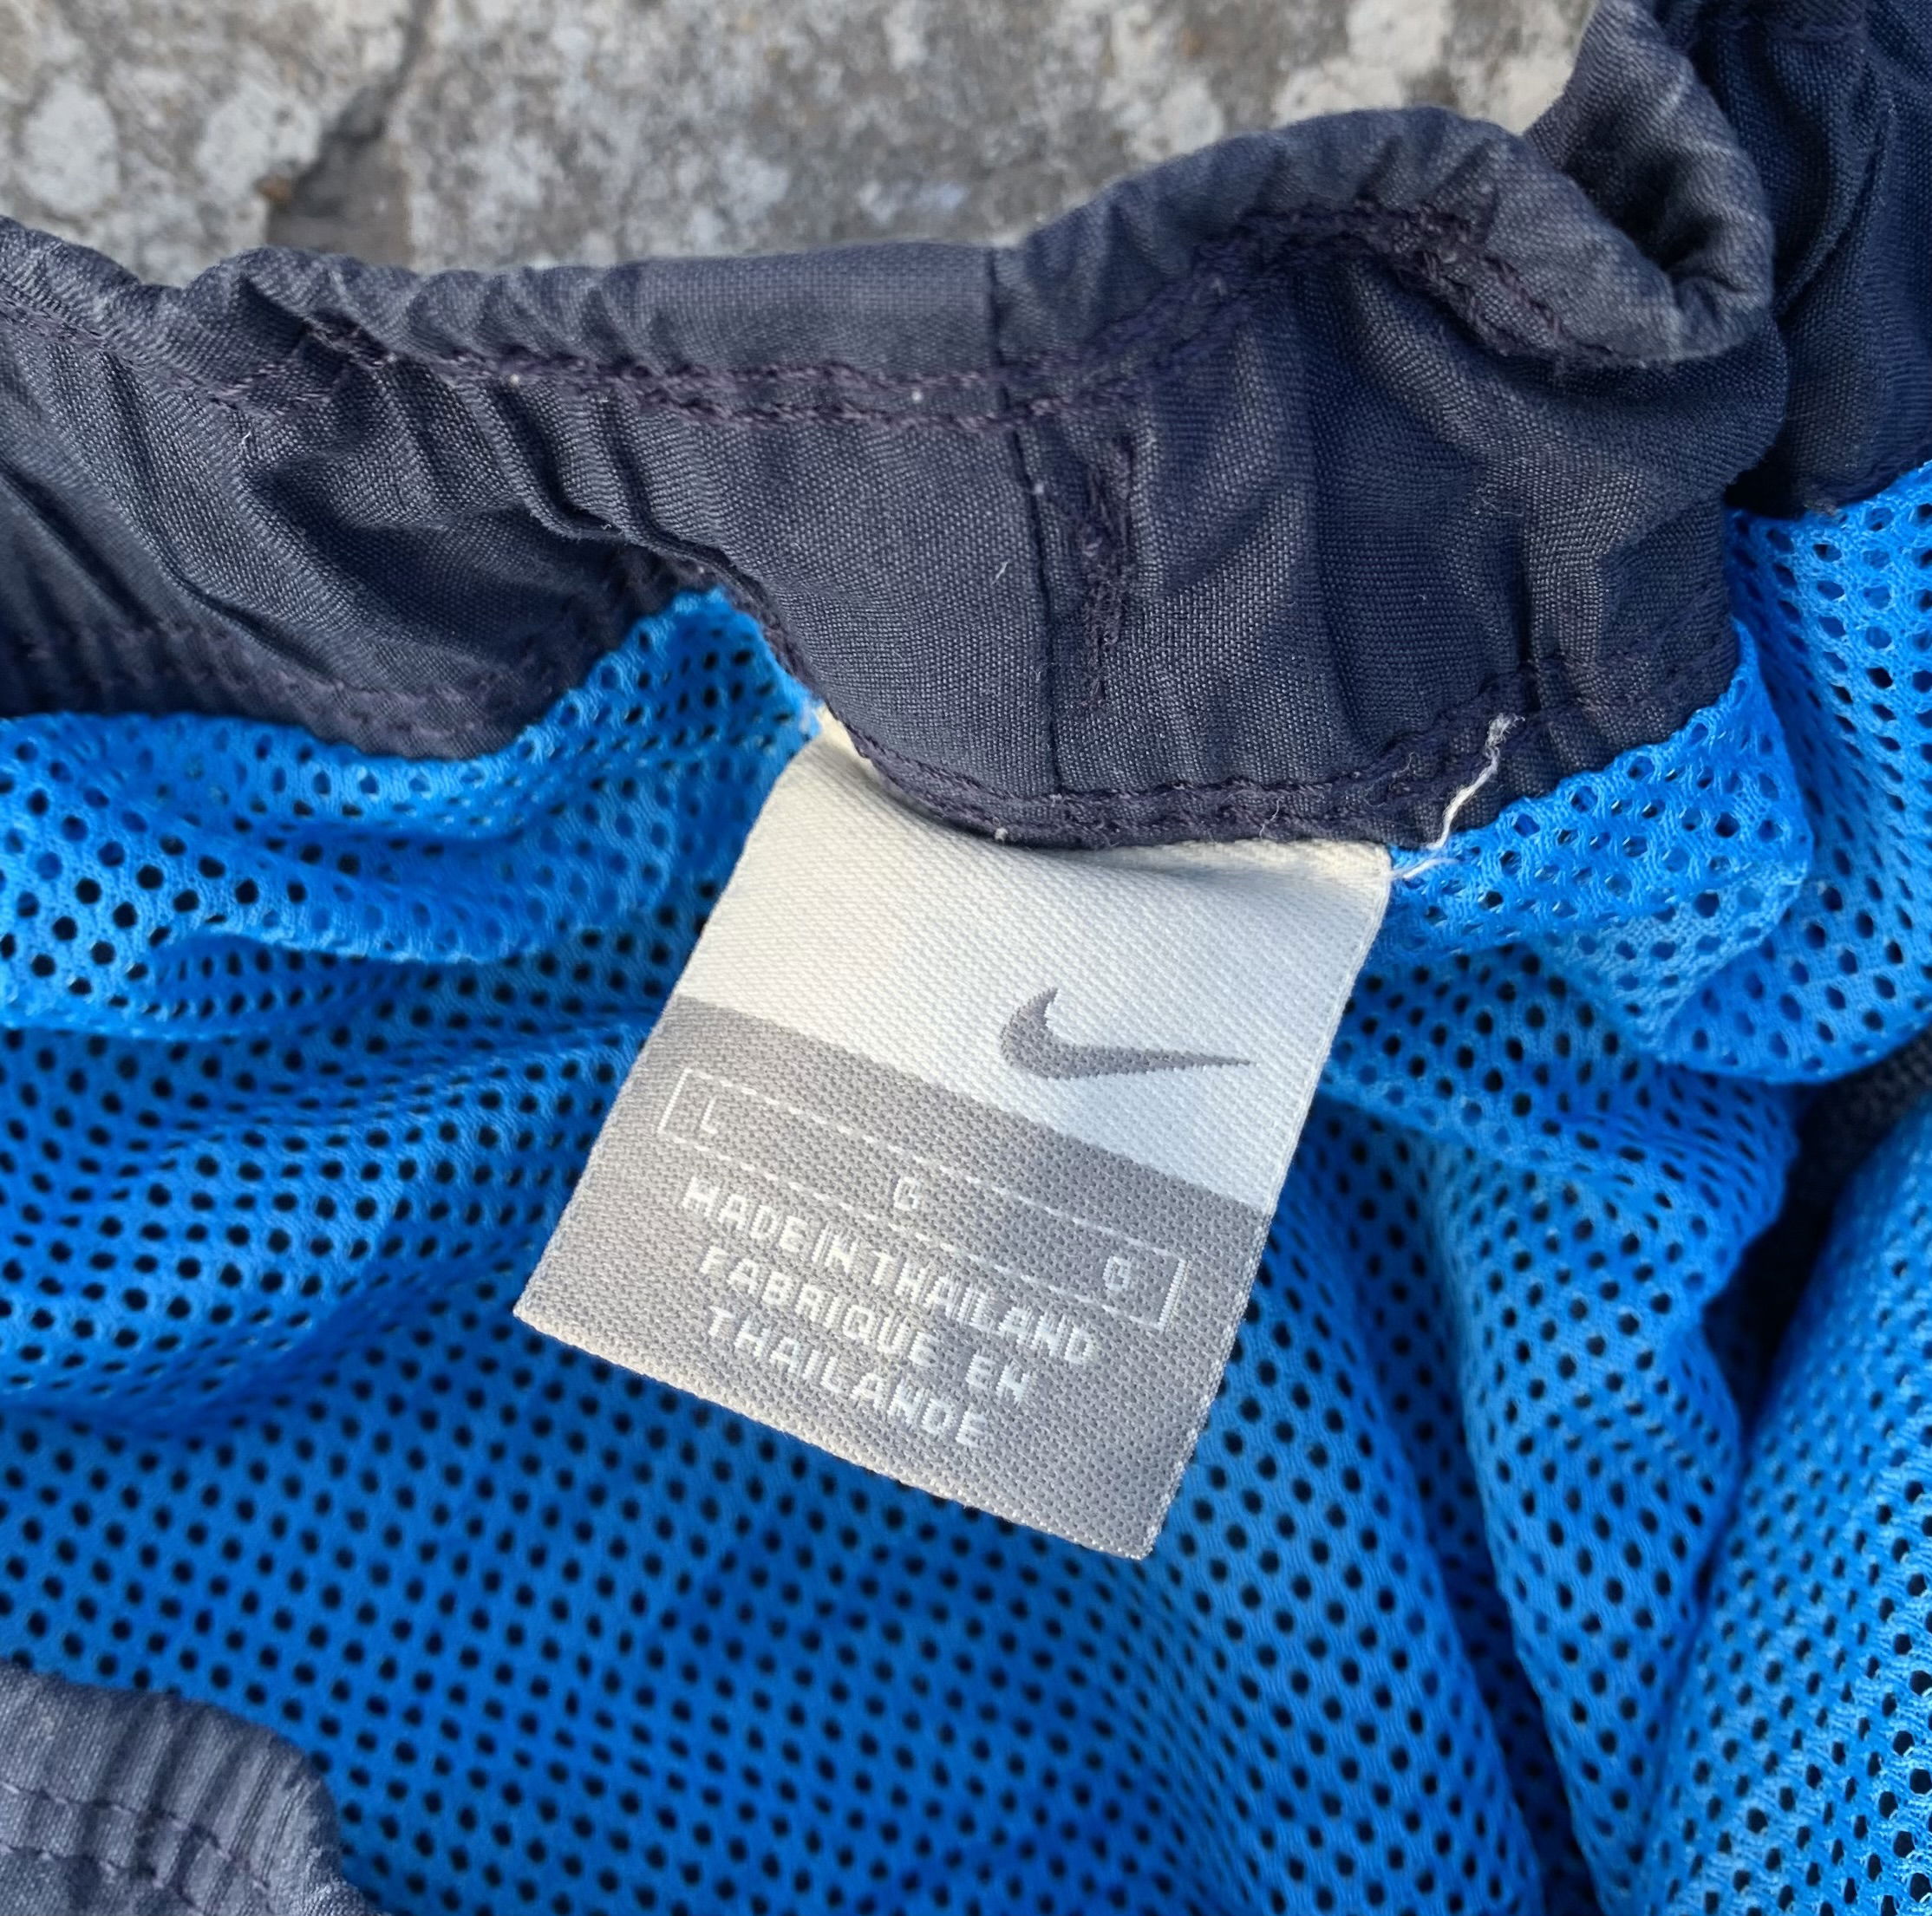 L G G
MADE IN THAILAND
FABRIQUE EN
THAILANDE